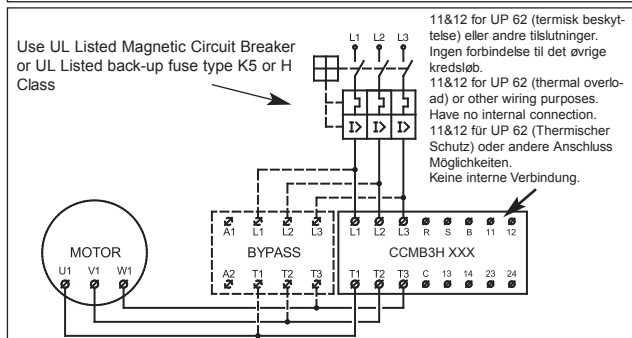 Use UL Listed Magnetic Circuit Breaker
or UL Listed back-up fuse type K5 or H
Class
L1 L2 L3
I> I> I>
11&12 for UP 62 (termisk beskyt-
telse) eller andre tilslutninger.
Ingen forbindelse til det øvrige
kredsløb.
11&12 for UP 62 (thermal overlo-
ad) or other wiring purposes.
Have no internal connection.
11&12 für UP 62 (Thermischer
Schutz) oder andere Anschluss
Möglichkeiten.
Keine interne Verbindung.
MOTOR
U1 V1 W1
A1 L1 L2 L3
BYPASS
A2 T1 T2 T3
L1 L2 L3 R S B 11 12
CCMB3H XXX
T1 T2 T3 C 13 14 23 24